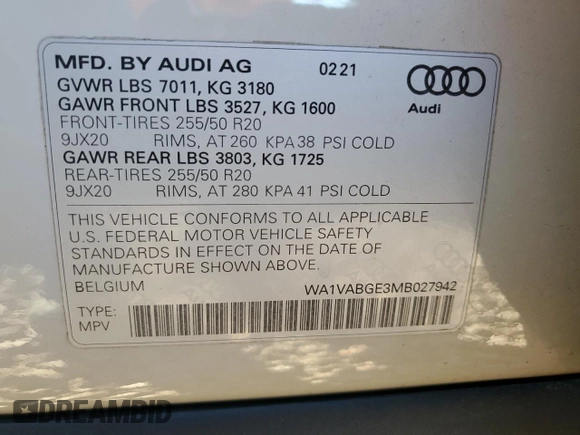 MFD. BY AUDI AG 0221
GVWR LBS 7011, KG 3180
GAWR FRONT LBS 3527, KG 1600
Audi
FRONT-TIRES 255/50 R20
9JX20 RIMS, AT 260 KPA 38 PSI COLD
GAWR REAR LBS 3803, KG 1725
REAR-TIRES 255/50 R20
9JX20 RIMS, AT 280 KPA 41 PSI COLD
THIS VEHICLE CONFORMS TO ALL APPLICABLE
U.S. FEDERAL MOTOR VEHICLE SAFETY
STANDARDS IN EFFECT ON THE DATE OF
MANUFACTURE SHOWN ABOVE.
BELGIUM WA1VABGE3MB027942
TYPE:
MPV
DREAMBID